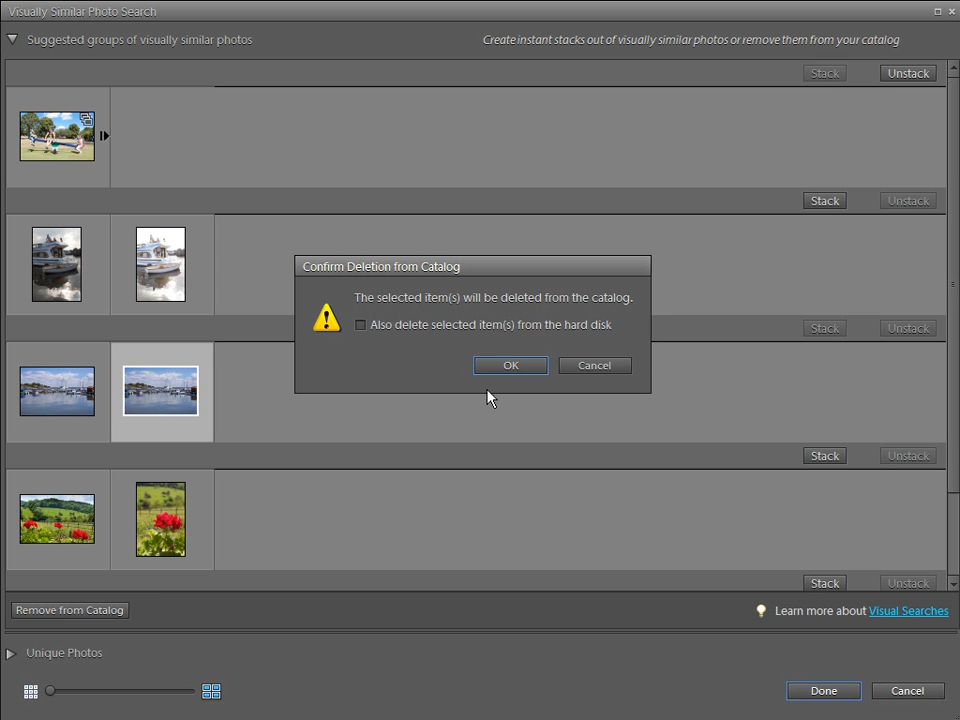 Visually Similar Photo Search
Suggested groups of visually similar photos
Create instant stacks out of visually similar photos or remove them from your catalog
Stack Unstack
Stack Unstack
Confirm Deletion from Catalog
The selected item(s) will be deleted from the catalog.
Also delete selected item(s) from the hard disk
Stack Unstack
OK Cancel
Stack Unstack
Stack Unstack
Remove from Catalog
Learn more about Visual Searches
Unique Photos
Done Cancel